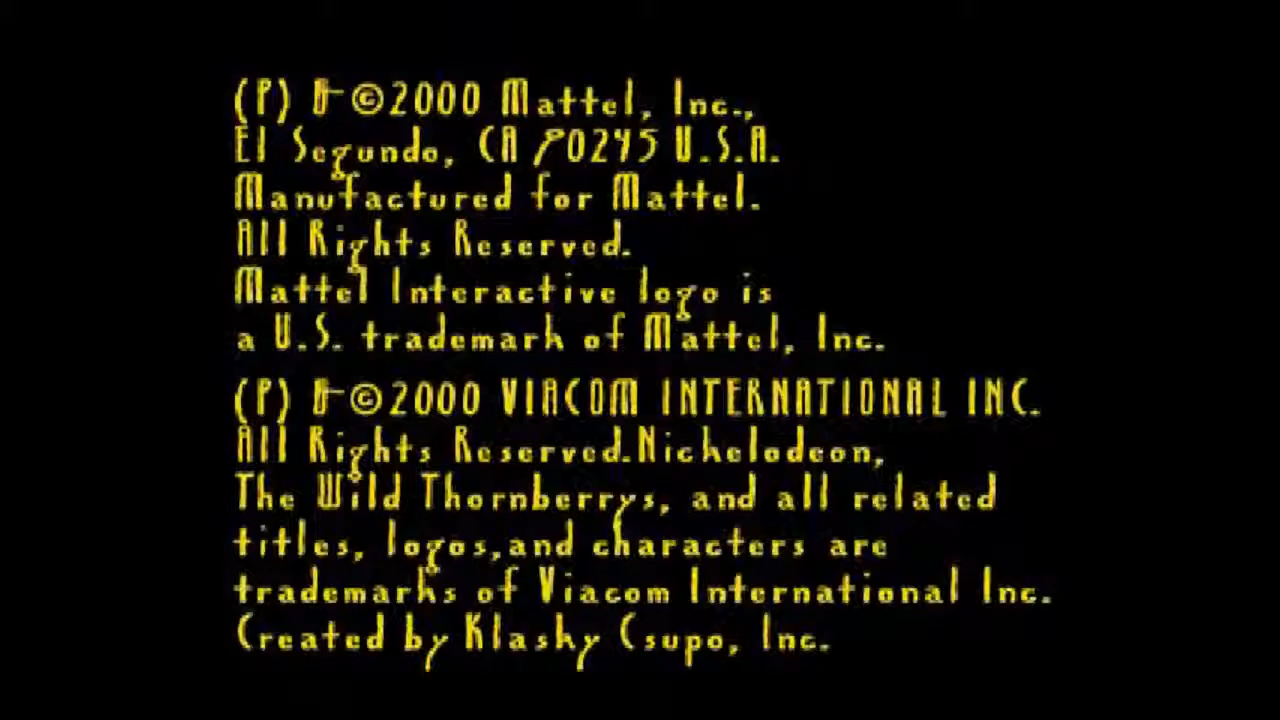 (P) & ©2000 Mattel, Inc.,
El Segundo, CA 90245 U.S.A.
Manufactured for Mattel.
All Rights Reserved.
Mattel Interactive logo is
a U.S. trademark of Mattel, Inc.
(P) & ©2000 VIACOM INTERNATIONAL INC.
All Rights Reserved.Nickelodeon,
The Wild Thornberrys, and all related
titles, logos,and characters are
trademarks of Viacom International Inc.
Created by Klasky Csupo, Inc.